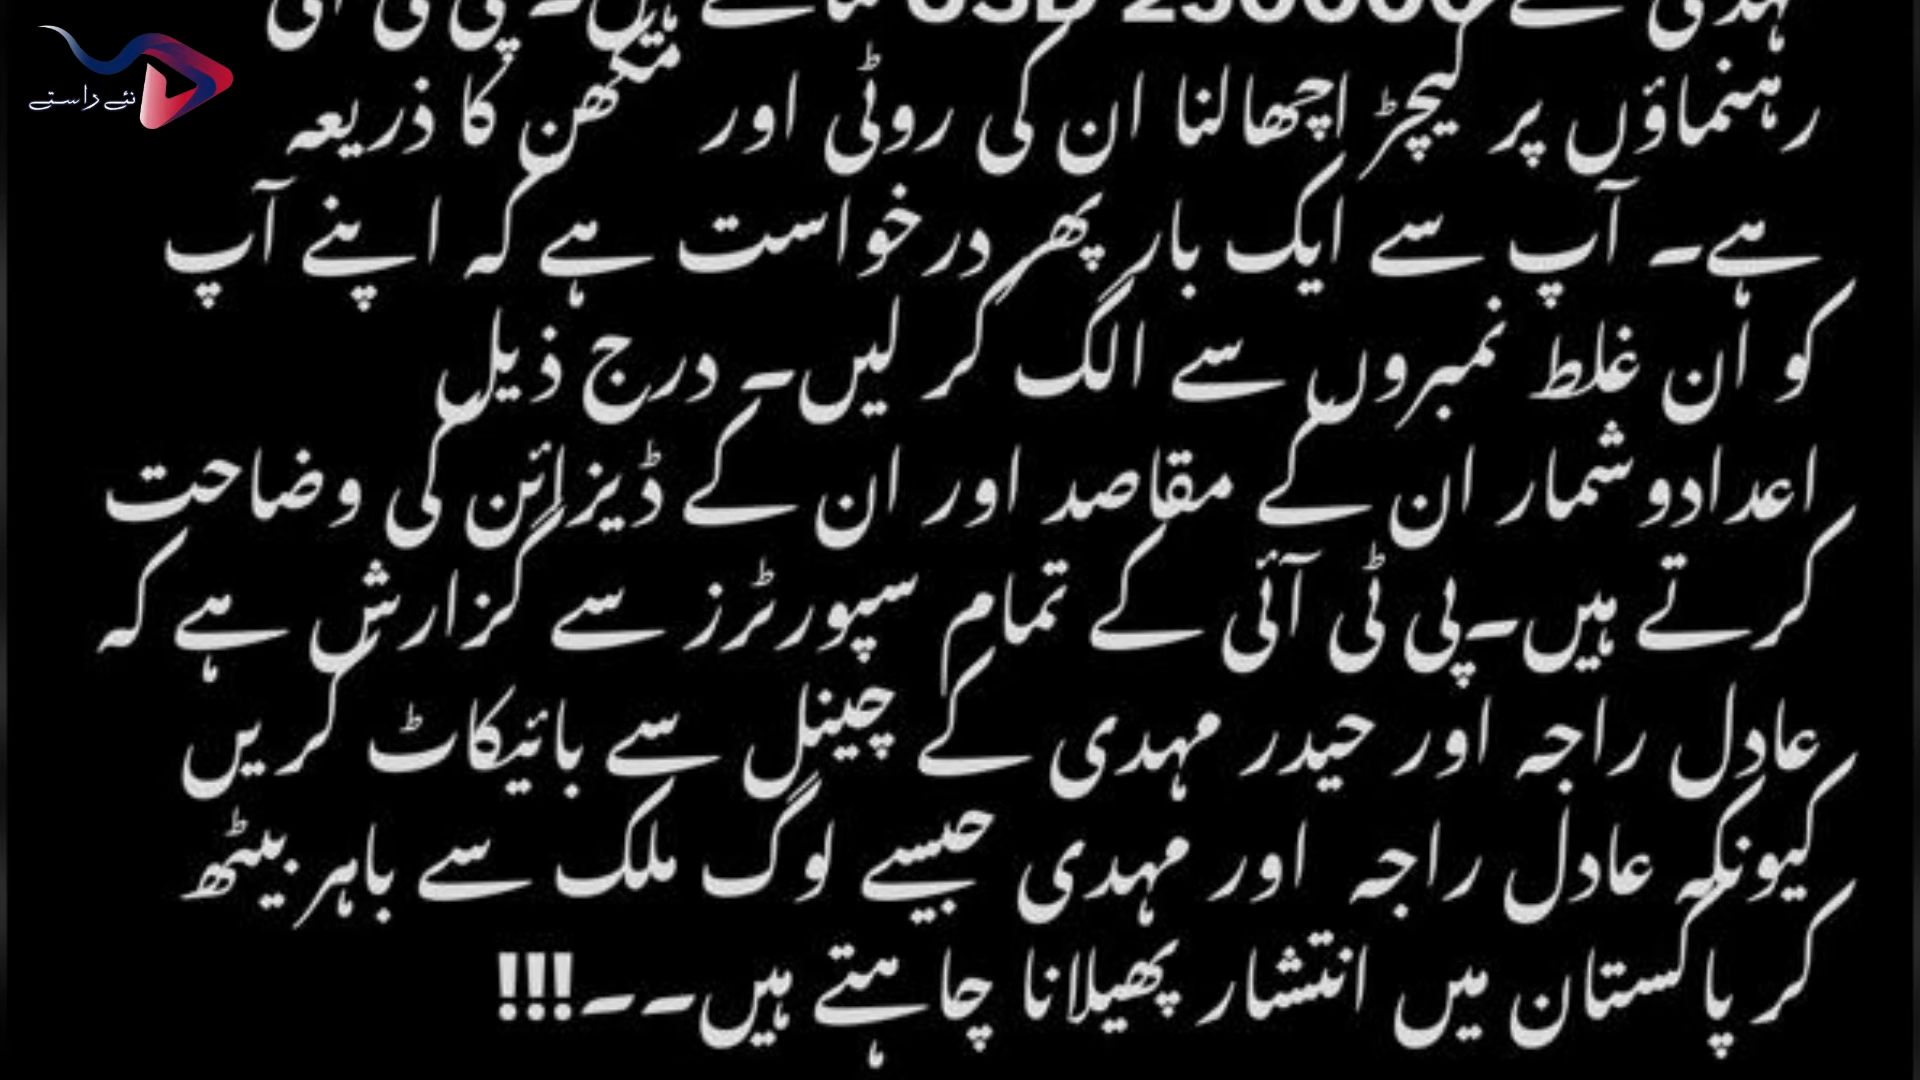 نئے راستے
رہنماؤں پر کیچڑ اچھالنا ان کی روٹی اور مکھن کا ذریعہ
ہے۔ آپ سے ایک بار پھر درخواست ہے کہ اپنے آپ
کو ان غلط نمبروں سے الگ کر لیں۔ درج ذیل
اعدادوشمار ان کے مقاصد اور ان کے ڈیزائن کی وضاحت
کرتے ہیں۔پی ٹی آئی کے تمام سپورٹرز سے گزارش ہے کہ
عادل راجہ اور حیدر مہدی کے چینل سے بائیکاٹ کریں
کیونکہ عادل راجہ اور مہدی جیسے لوگ ملک سے باہر بیٹھ
کر پاکستان میں انتشار پھیلانا چاہتے ہیں۔۔۔!!!